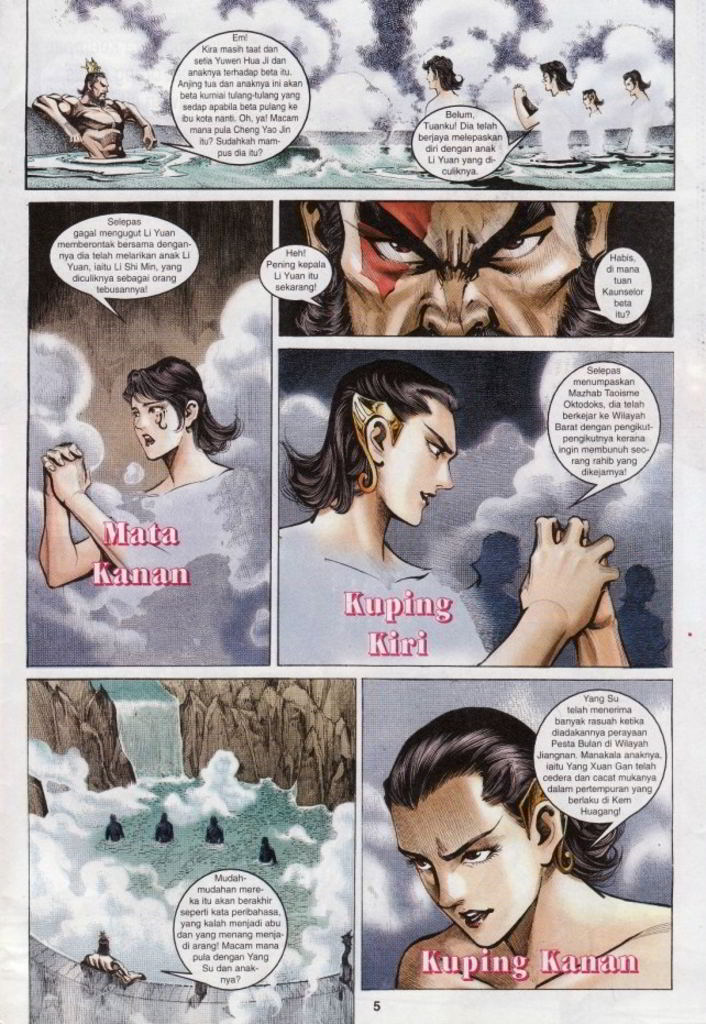 Em!
Kira masih taat dan
setia Yuwen Hua Ji dan
anaknya terhadap beta itu.
Anjing tua dan anaknya ini akan
beta kurniai tulang-tulang yang
sedap apabila beta pulang ke
ibu kota nanti. Oh, ya! Macam
mana pula Cheng Yao Jin
itu? Sudahkah mam-
pus dia itu?
Belum,
Tuanku! Dia telah
berjaya melepaskan
diri dengan anak
Li Yuan yang di-
culiknya.
Selepas
gagal mengugut Li Yuan
memberontak bersama dengan-
nya dia telah melarikan anak Li
Yuan, iaitu Li Shi Min, yang
diculiknya sebagai orang
tebusannya!
Heh!
Pening kepala
Li Yuan itu
sekarang!
Habis,
di mana
tuan
Kaunselor
beta
itu?
Mata
Kanan
Selepas
menumpaskan
Mazhab Taoisme
Oktodoks, dia telah
berkejar ke Wilayah
Barat dengan pengikut-
pengikutnya kerana
ingin membunuh se-
orang rahib yang
dikejarnya!
Kuping
Kiri
Mudah-
mudahan mere-
ka itu akan berakhir
seperti kata peribahasa,
yang kalah menjadi abu
dan yang menang menja-
di arang! Macam mana
pula dengan Yang
Su dan anak-
nya?
Yang Su
telah menerima
banyak rasuah ketika
diadakannya perayaan
Pesta Bulan di Wilayah
Jiangnan. Manakala anaknya,
iaitu Yang Xuan Gan telah
cedera dan cacat mukanya
dalam pertempuran yang
berlaku di Kem
Huagang!
Kuping Kanan
5